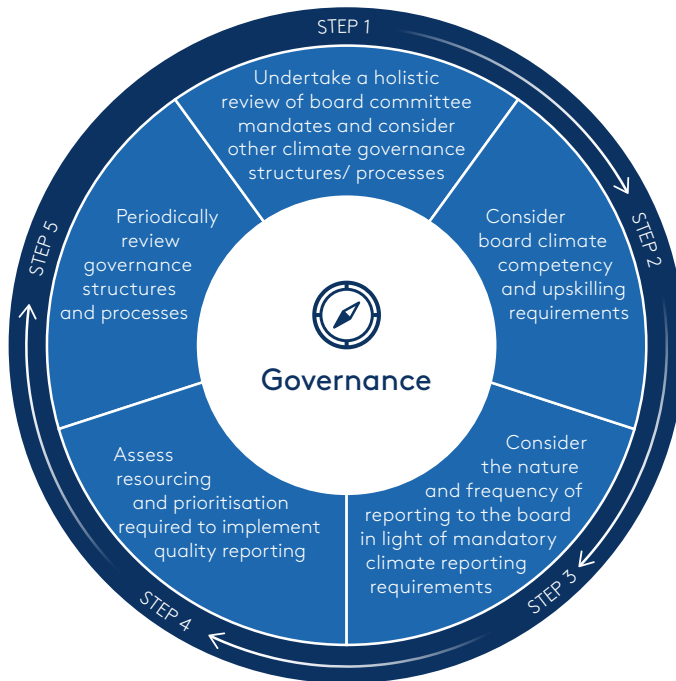 STEP 1
Undertake a holistic
review of board committee
mandates and consider
other climate governance
structures/ processes
STEP 2
Consider
board climate
competency
and upskilling
requirements
STEP 3
Consider
the nature
and frequency of
reporting to the board
in light of mandatory
climate reporting
requirements
STEP 4
Assess
resourcing
and prioritisation
required to implement
quality reporting
STEP 5
Periodically
review
governance
structures
and processes
Governance